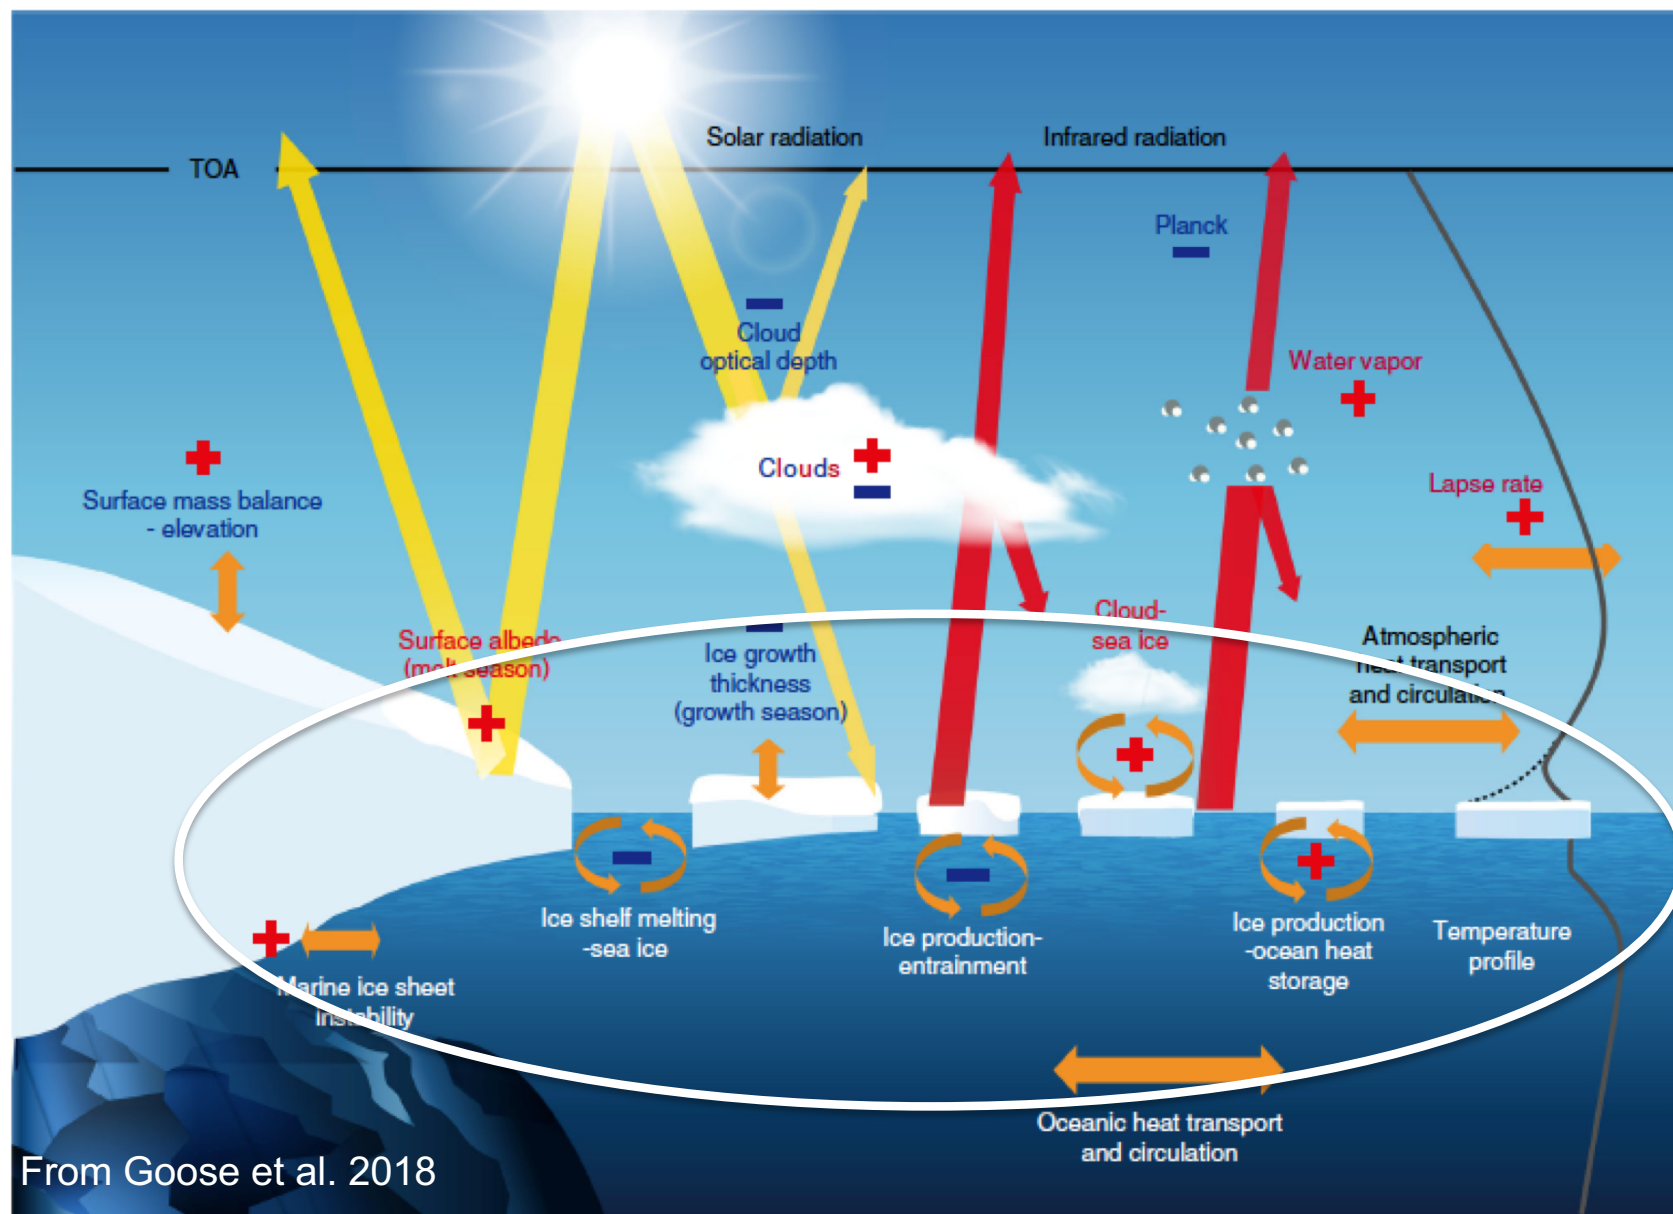 Solar radiation
Infrared radiation
TOA
Planck
Cloud
optical depth
Water vapor
Clouds
Lapse rate
Surface mass balance
- elevation
Surface albedo
(melt season)
Ice growth
thickness
(growth season)
Cloud-
sea ice
Atmospheric
heat transport
and circulation
Ice shelf melting
-sea ice
Ice production-
entrainment
Ice production
-ocean heat
storage
Temperature
profile
Marine ice sheet
instability
Oceanic heat transport
and circulation
From Goose et al. 2018